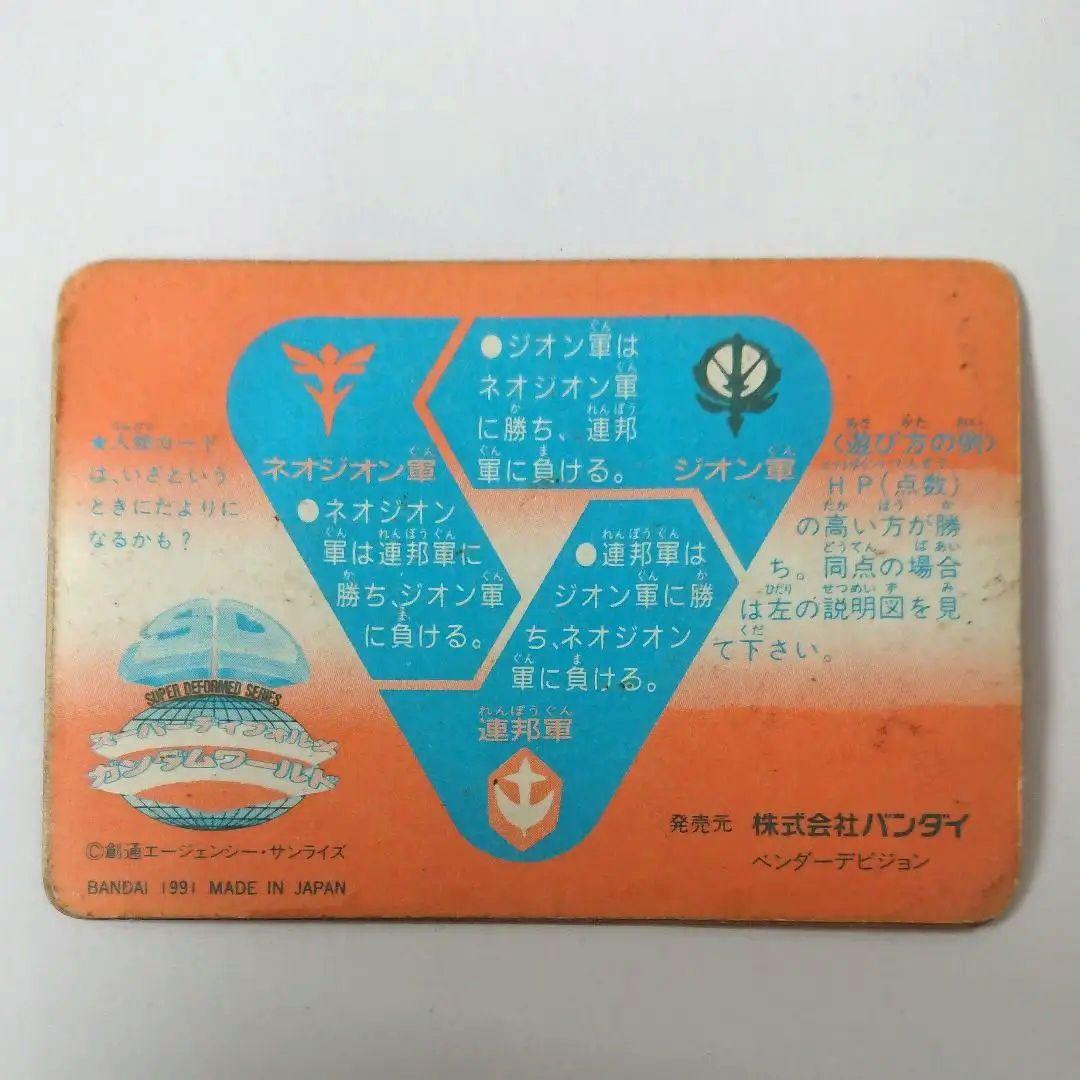 ●ジオン軍は
ネオジオン軍
に勝ち、連邦
軍に負ける。
ネオジオン軍
ジオン軍
●ネオジオン
軍は連邦軍に
勝ち、ジオン軍
に負ける。
●連邦軍は
ジオン軍に勝
ち、ネオジオン
軍に負ける。
連邦軍
カード
は、いざという
ときにたよりに
なるかも?
〈遊び方の例〉
HP(点数)
の高い方が勝
ち。同点の場合
は左の説明図を見
て下さい。
SUPER DEFORMED SERIES
スーパーディフォルメ
ガンダムワールド
©創通エージェンシー・サンライズ
BANDAI 1991 MADE IN JAPAN
発売元 株式会社バンダイ
ベンダーデビジョン